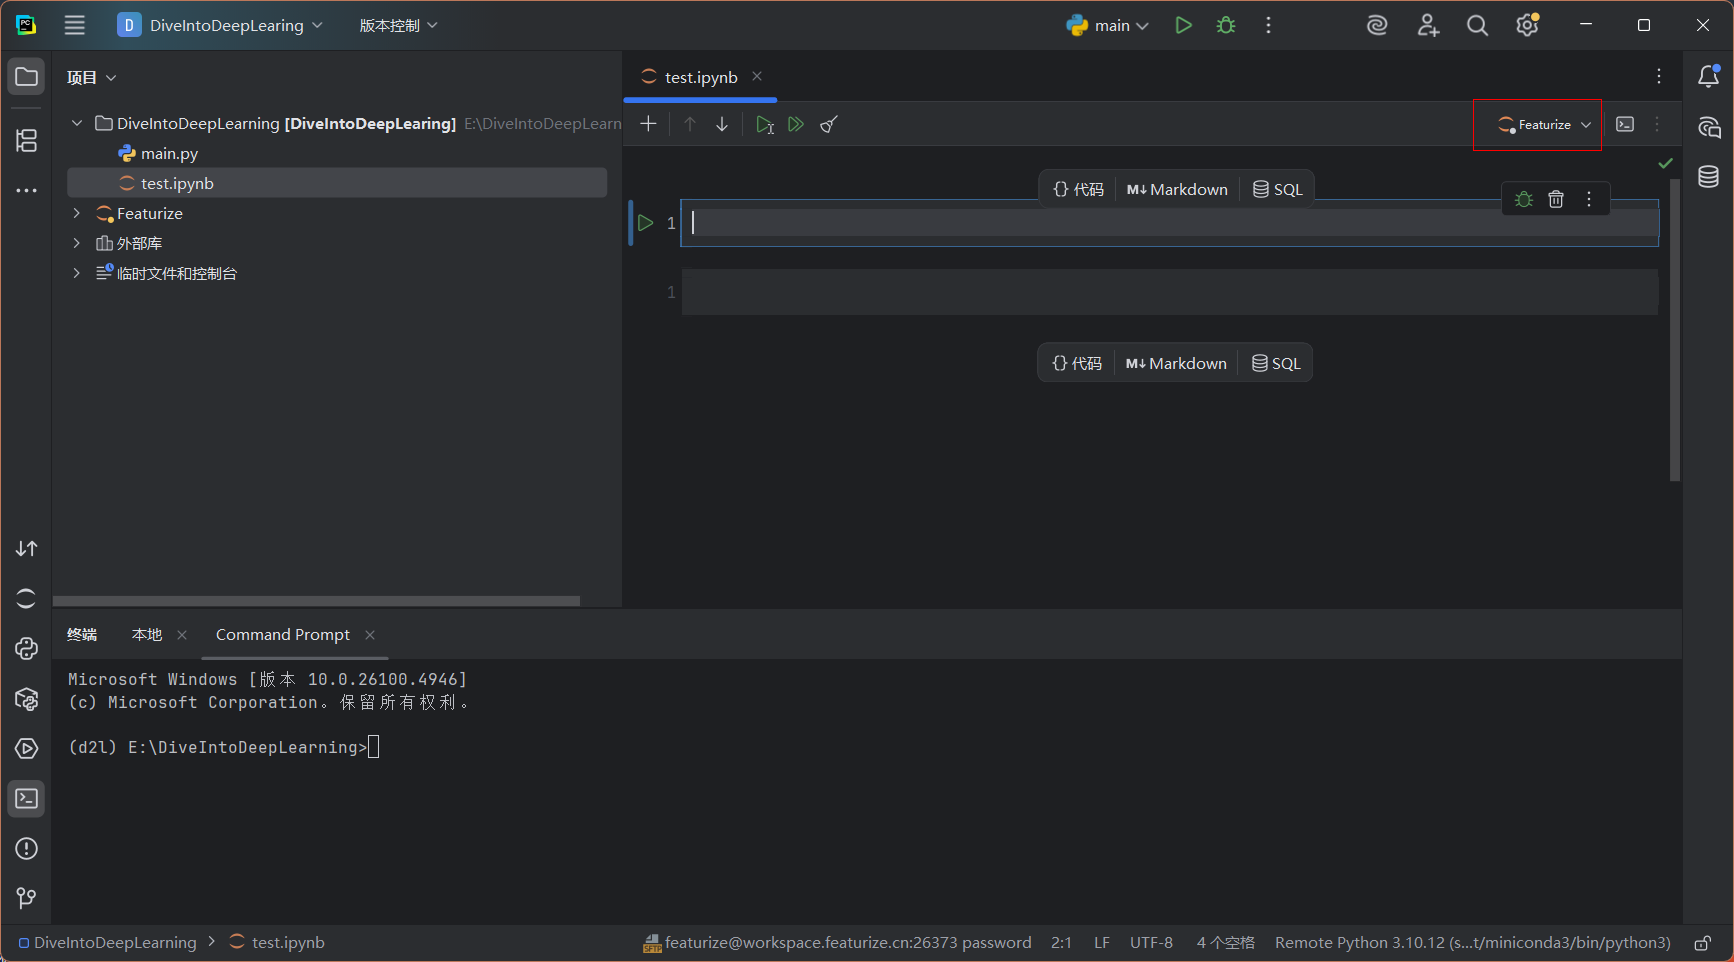 D DiveIntoDeepLearing 版本控制 main
项目
test.ipynb
DiveIntoDeepLearning [DiveIntoDeepLearing] E:\DiveIntoDeepLearn
main.py
test.ipynb
Featurize
外部库
临时文件和控制台
Featurize
{} 代码 M↓ Markdown SQL
1
1
{} 代码 M↓ Markdown SQL
终端 本地 Command Prompt
Microsoft Windows [版本 10.0.26100.4946]
(c) Microsoft Corporation。保留所有权利。
(d2l) E:\DiveIntoDeepLearning>
DiveIntoDeepLearning > test.ipynb SFTP featurize@workspace.featurize.cn:26373 password 2:1 LF UTF-8 4 个空格 Remote Python 3.10.12 (s...t/miniconda3/bin/python3)